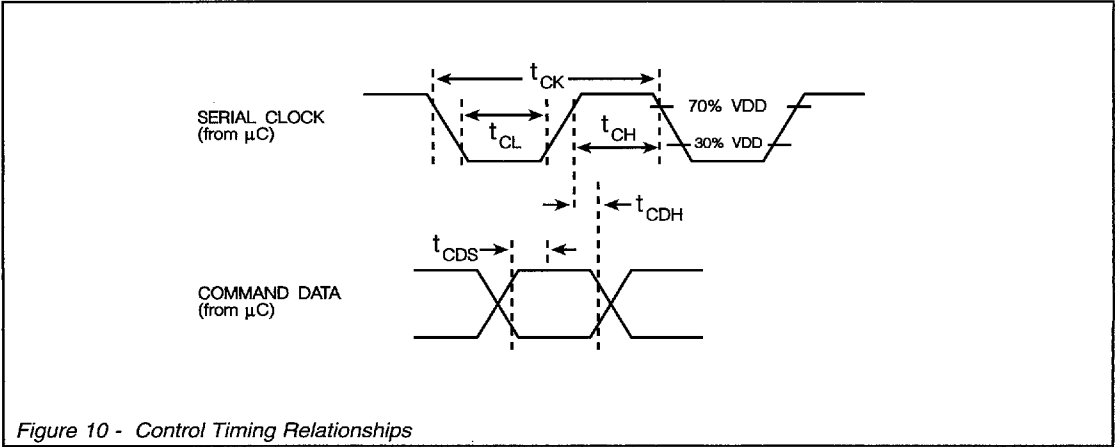 tCK
SERIAL CLOCK
(from μC)
tCL
tCH
70% VDD
30% VDD
tCDH
tCDS
COMMAND DATA
(from μC)
Figure 10 - Control Timing Relationships